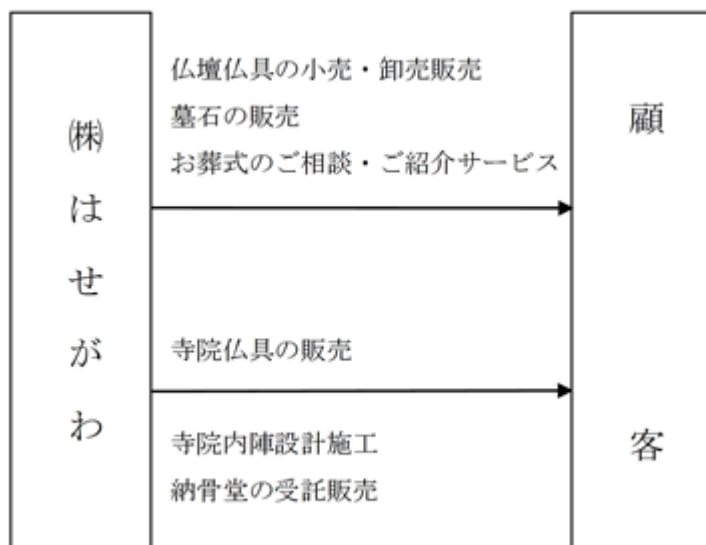 ㈱はせがわ
仏壇仏具の小売・卸売販売
墓石の販売
お葬式のご相談・ご紹介サービス
寺院仏具の販売
寺院内陣設計施工
納骨堂の受託販売
顧客